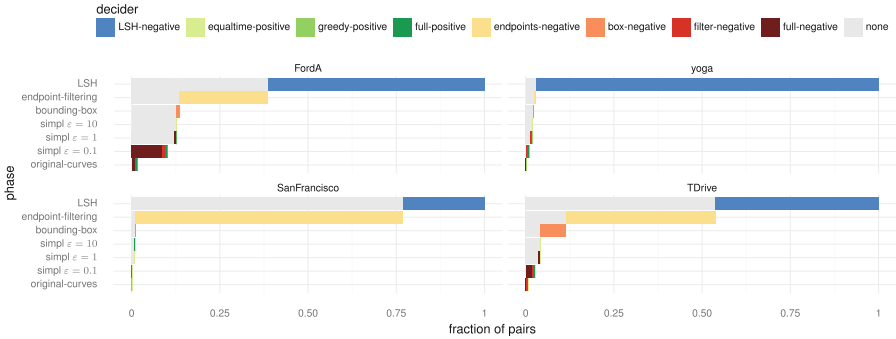 decider
LSH-negative equaltime-positive greedy-positive full-positive endpoints-negative box-negative filter-negative full-negative none
FordA yoga
LSH
endpoint-filtering
bounding-box
simpl ε = 10
simpl ε = 1
simpl ε = 0.1
original-curves
phase
SanFrancisco TDrive
LSH
endpoint-filtering
bounding-box
simpl ε = 10
simpl ε = 1
simpl ε = 0.1
original-curves
0 0.25 0.50 0.75 1 0 0.25 0.50 0.75 1
fraction of pairs